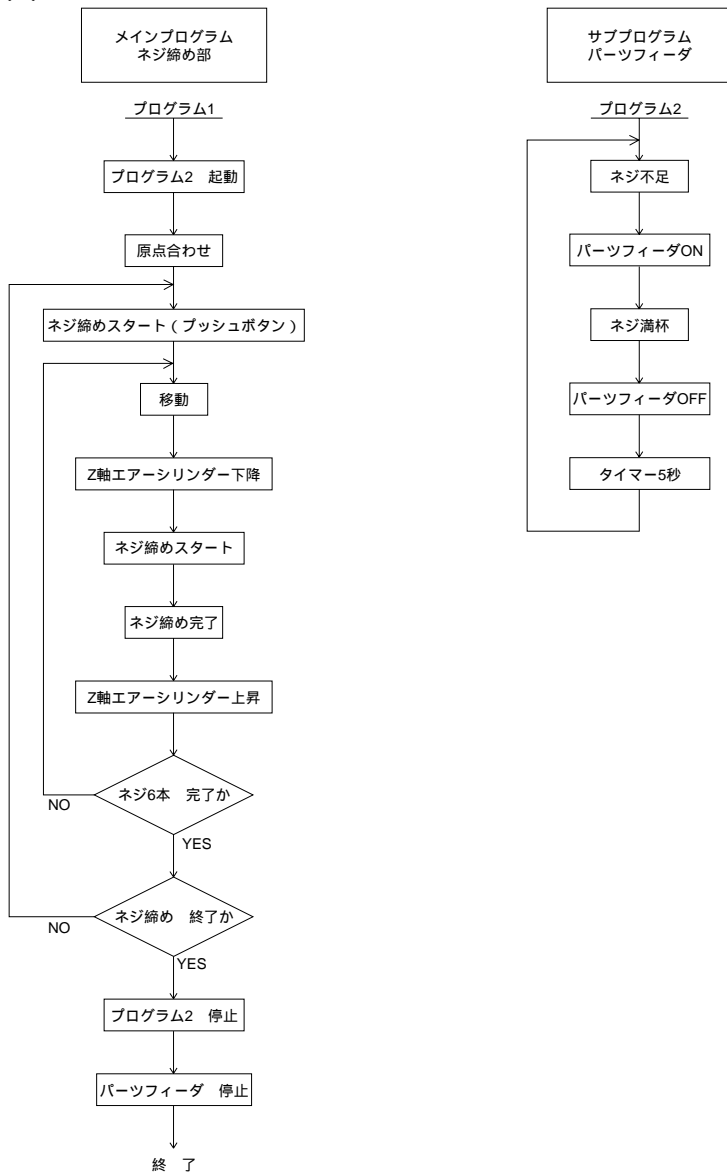 メインプログラム
ネジ締め部
プログラム1
プログラム2　起動
原点合わせ
ネジ締めスタート（プッシュボタン）
移動
Z軸エアーシリンダー下降
ネジ締めスタート
ネジ締め完了
Z軸エアーシリンダー上昇
ネジ6本　完了か
NO
YES
ネジ締め　終了か
NO
YES
プログラム2　停止
パーツフィーダ　停止
終　了
サブプログラム
パーツフィーダ
プログラム2
ネジ不足
パーツフィーダON
ネジ満杯
パーツフィーダOFF
タイマー5秒